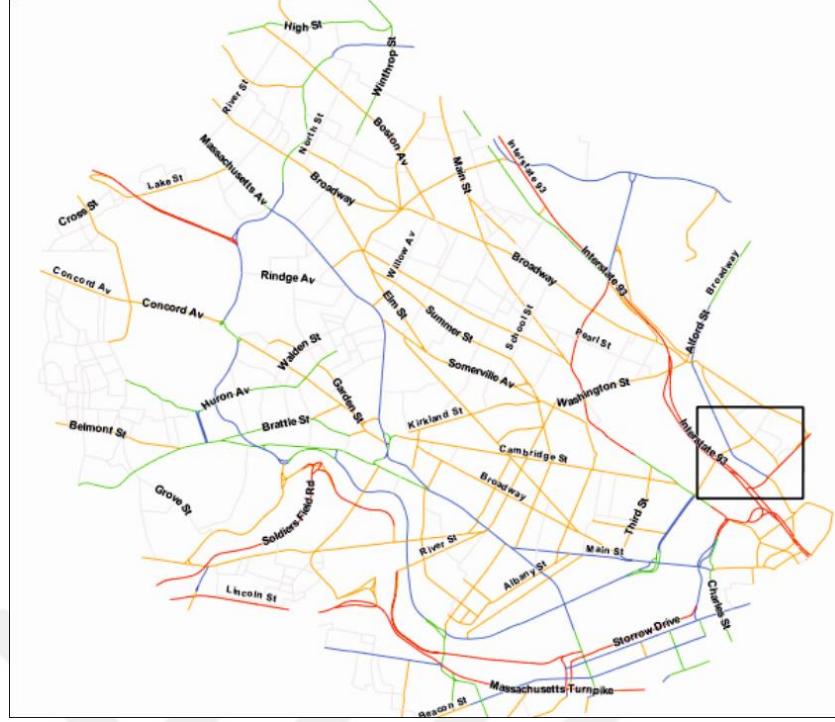 High St
Winthrop St
River St
North St
Boston Av
Massachusetts Av
Lake St
Broadway
Main St
Interstate 93
Cross St
Willow Av
Broadway
Interstate 93
Broadway
Concord Av
Rindge Av
Concord Av
Elm St
Summer St
School St
Pearl St
Alford St
Walden St
Somerville Av
Washington St
Huron Av
Garden St
Brattle St
Kirkland St
Belmont St
Cambridge St
Interstate 93
Broadway
Grove St
Soldiers Field Rd
Third St
River St
Main St
Albany St
Lincoln St
Charles St
Storrow Drive
Massachusetts Turnpike
Beacon St